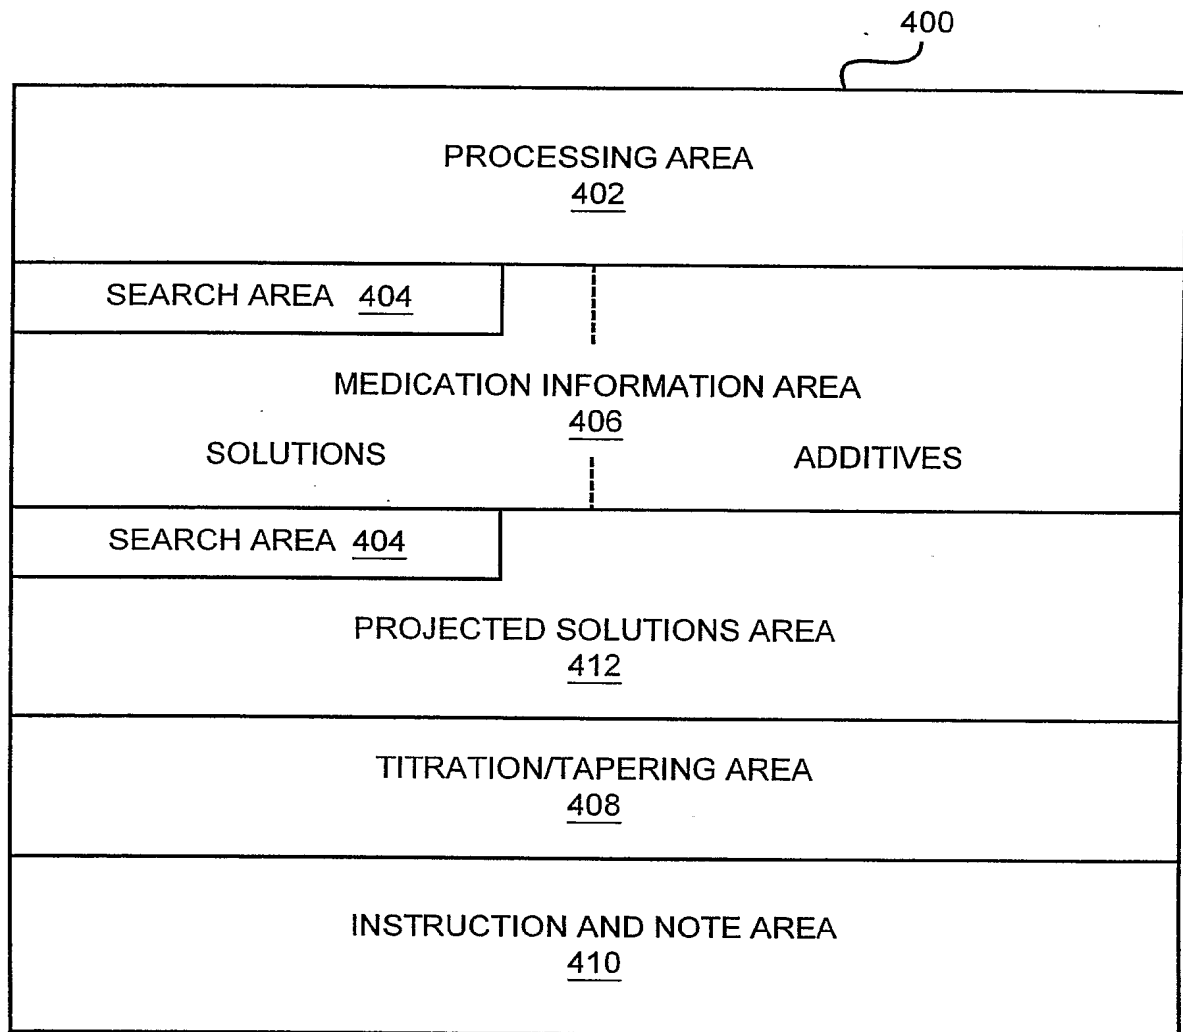 400
PROCESSING AREA
402
SEARCH AREA 404
MEDICATION INFORMATION AREA
406
SOLUTIONS
ADDITIVES
SEARCH AREA 404
PROJECTED SOLUTIONS AREA
412
TITRATION/TAPERING AREA
408
INSTRUCTION AND NOTE AREA
410